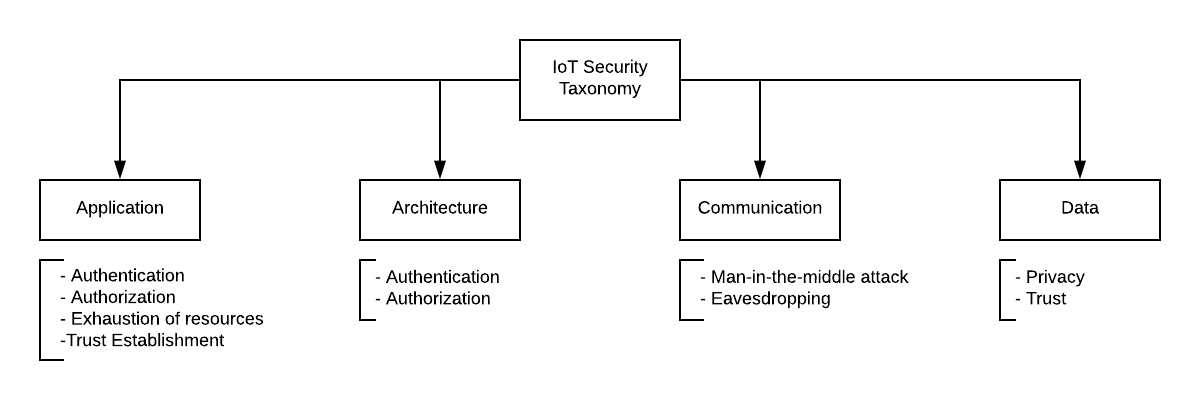 IoT Security
Taxonomy
Application
Architecture
Communication
Data
- Authentication
- Authorization
- Exhaustion of resources
-Trust Establishment
- Authentication
- Authorization
- Man-in-the-middle attack
- Eavesdropping
- Privacy
- Trust